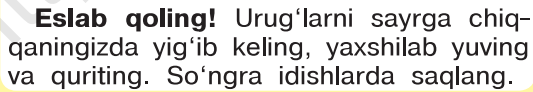 Eslab qoling! Urug‘larni sayrga chiq-
qaningizda yig‘ib keling, yaxshilab yuving
va quriting. So‘ngra idishlarda saqlang.